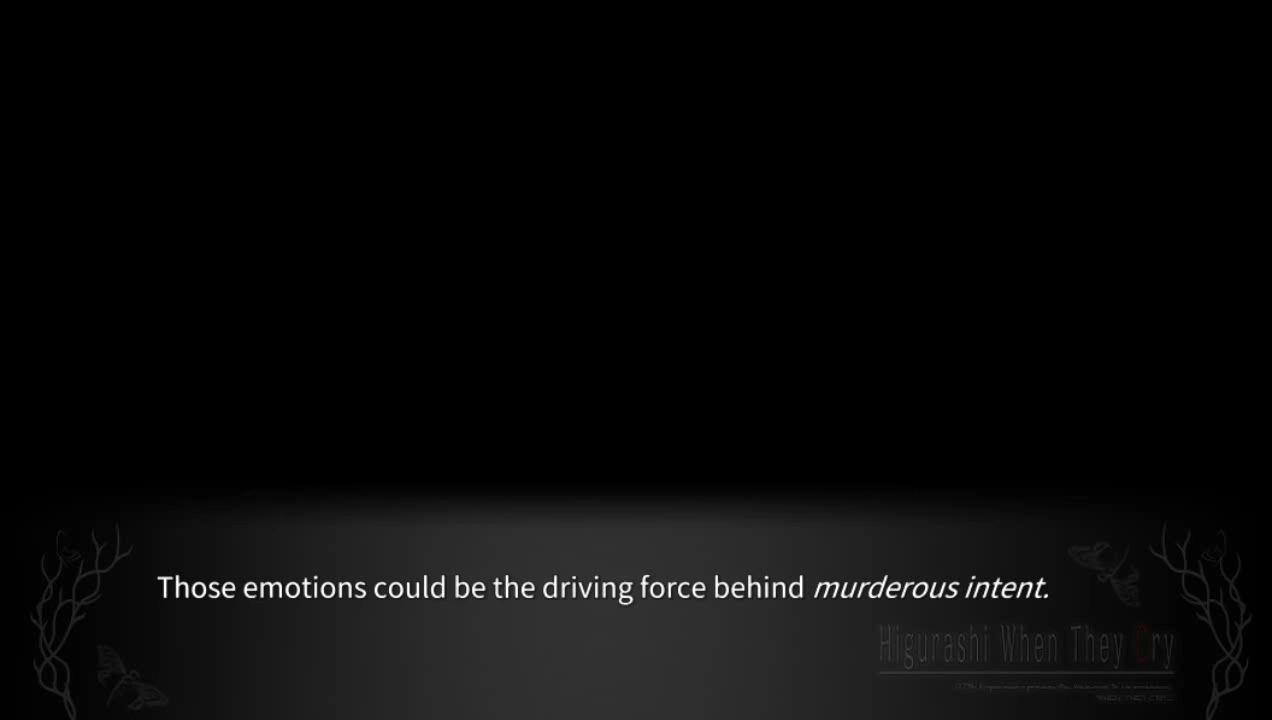 Those emotions could be the driving force behind murderous intent.
Higurashi When They Cry